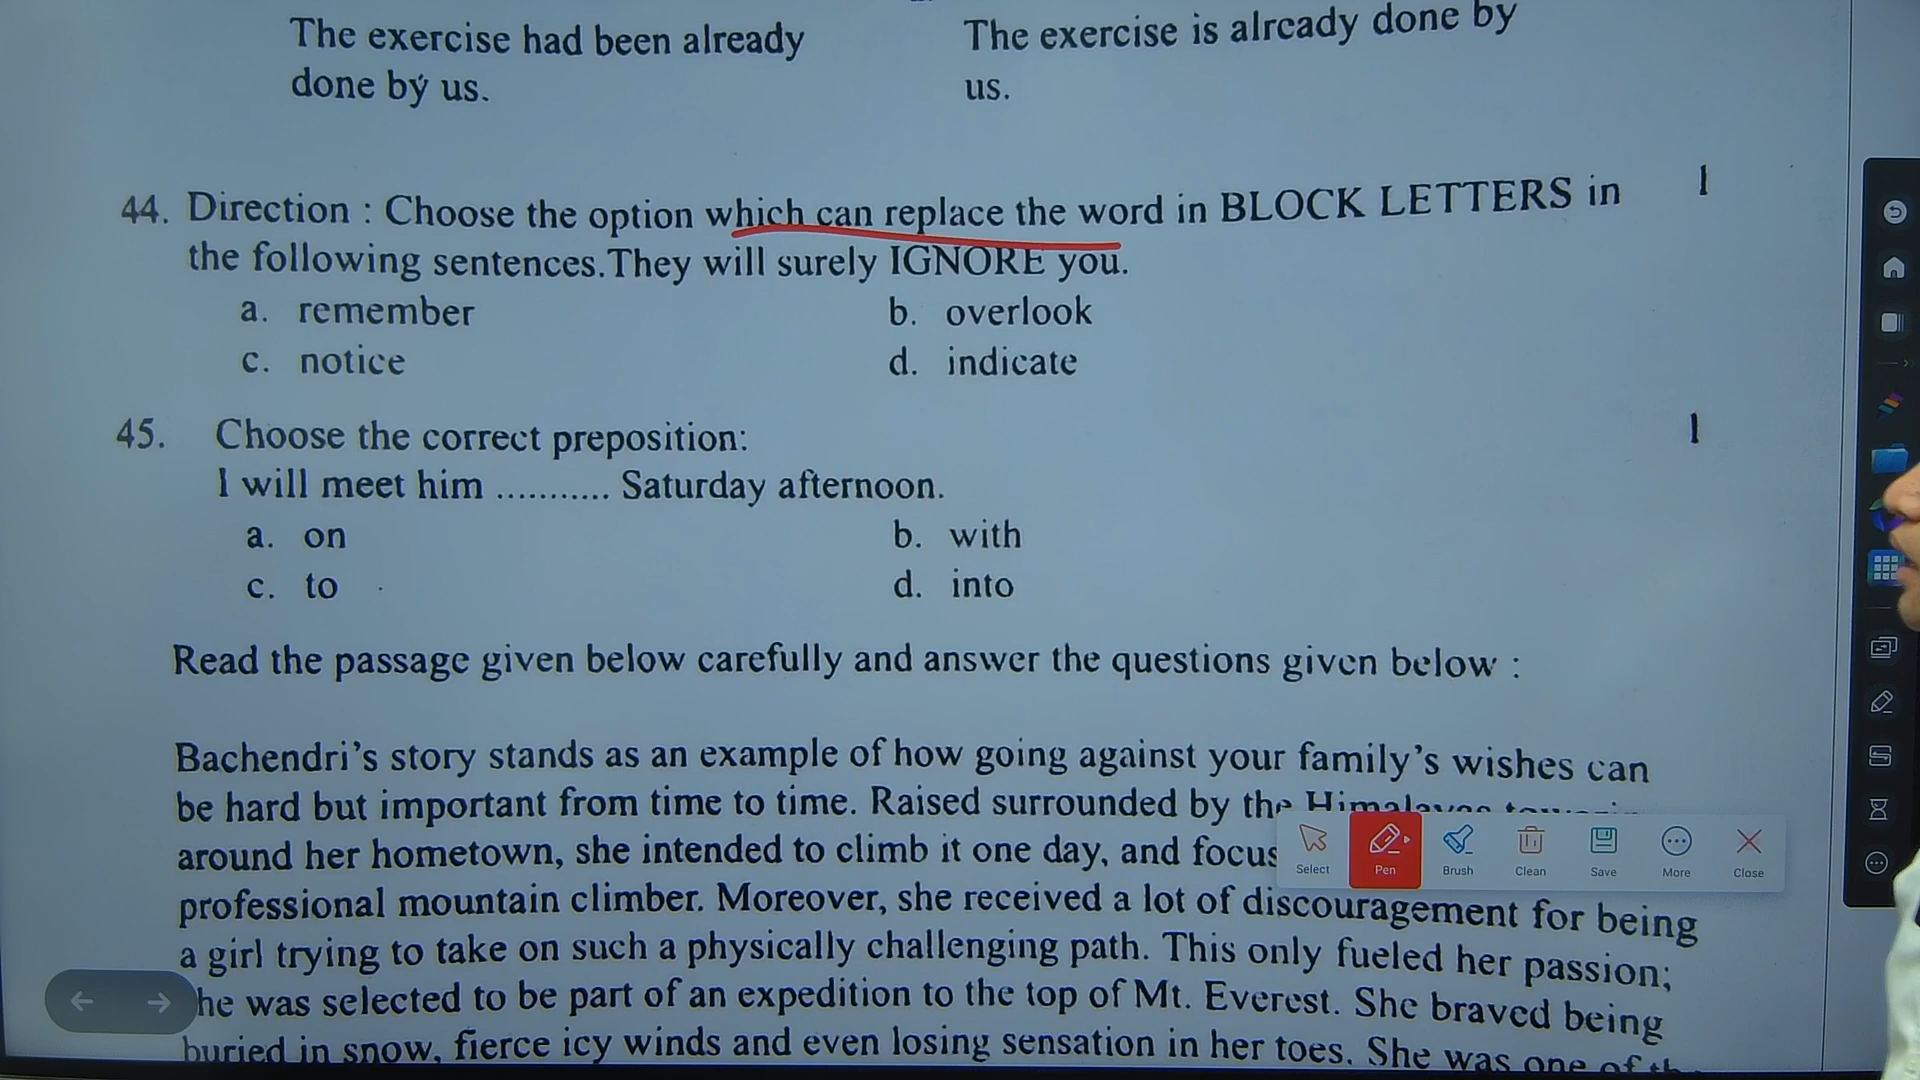 The exercise had been already
done by us.
The exercise is already done by
us.
44. Direction : Choose the option which can replace the word in BLOCK LETTERS in
1
the following sentences.They will surely IGNORE you.
a. remember
b. overlook
c. notice
d. indicate
45. Choose the correct preposition:
1
I will meet him ........... Saturday afternoon.
a. on
b. with
c. to
d. into
Read the passage given below carefully and answer the questions given below :
Bachendri's story stands as an example of how going against your family's wishes can
be hard but important from time to time. Raised surrounded by the Himalayas
around her hometown, she intended to climb it one day, and focus
professional mountain climber. Moreover, she received a lot of discouragement for being
a girl trying to take on such a physically challenging path. This only fueled her passion;
he was selected to be part of an expedition to the top of Mt. Everest. She braved being
buried in snow, fierce icy winds and even losing sensation in her toes. She was one of
Select
Pen
Brush
Clean
Save
More
Close